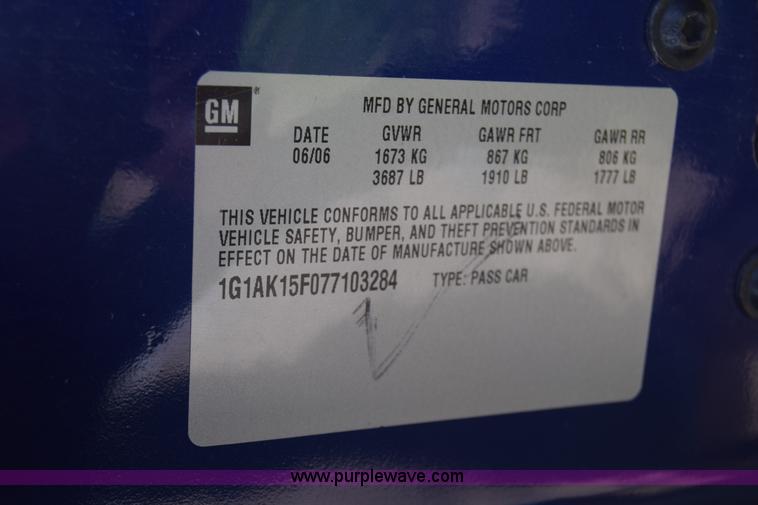 GM
MFD BY GENERAL MOTORS CORP
DATE GVWR GAWR FRT GAWR RR
06/06 1673 KG 867 KG 806 KG
3687 LB 1910 LB 1777 LB
THIS VEHICLE CONFORMS TO ALL APPLICABLE U.S. FEDERAL MOTOR
VEHICLE SAFETY, BUMPER, AND THEFT PREVENTION STANDARDS IN
EFFECT ON THE DATE OF MANUFACTURE SHOWN ABOVE.
1G1AK15F077103284 TYPE: PASS CAR
www.purplewave.com